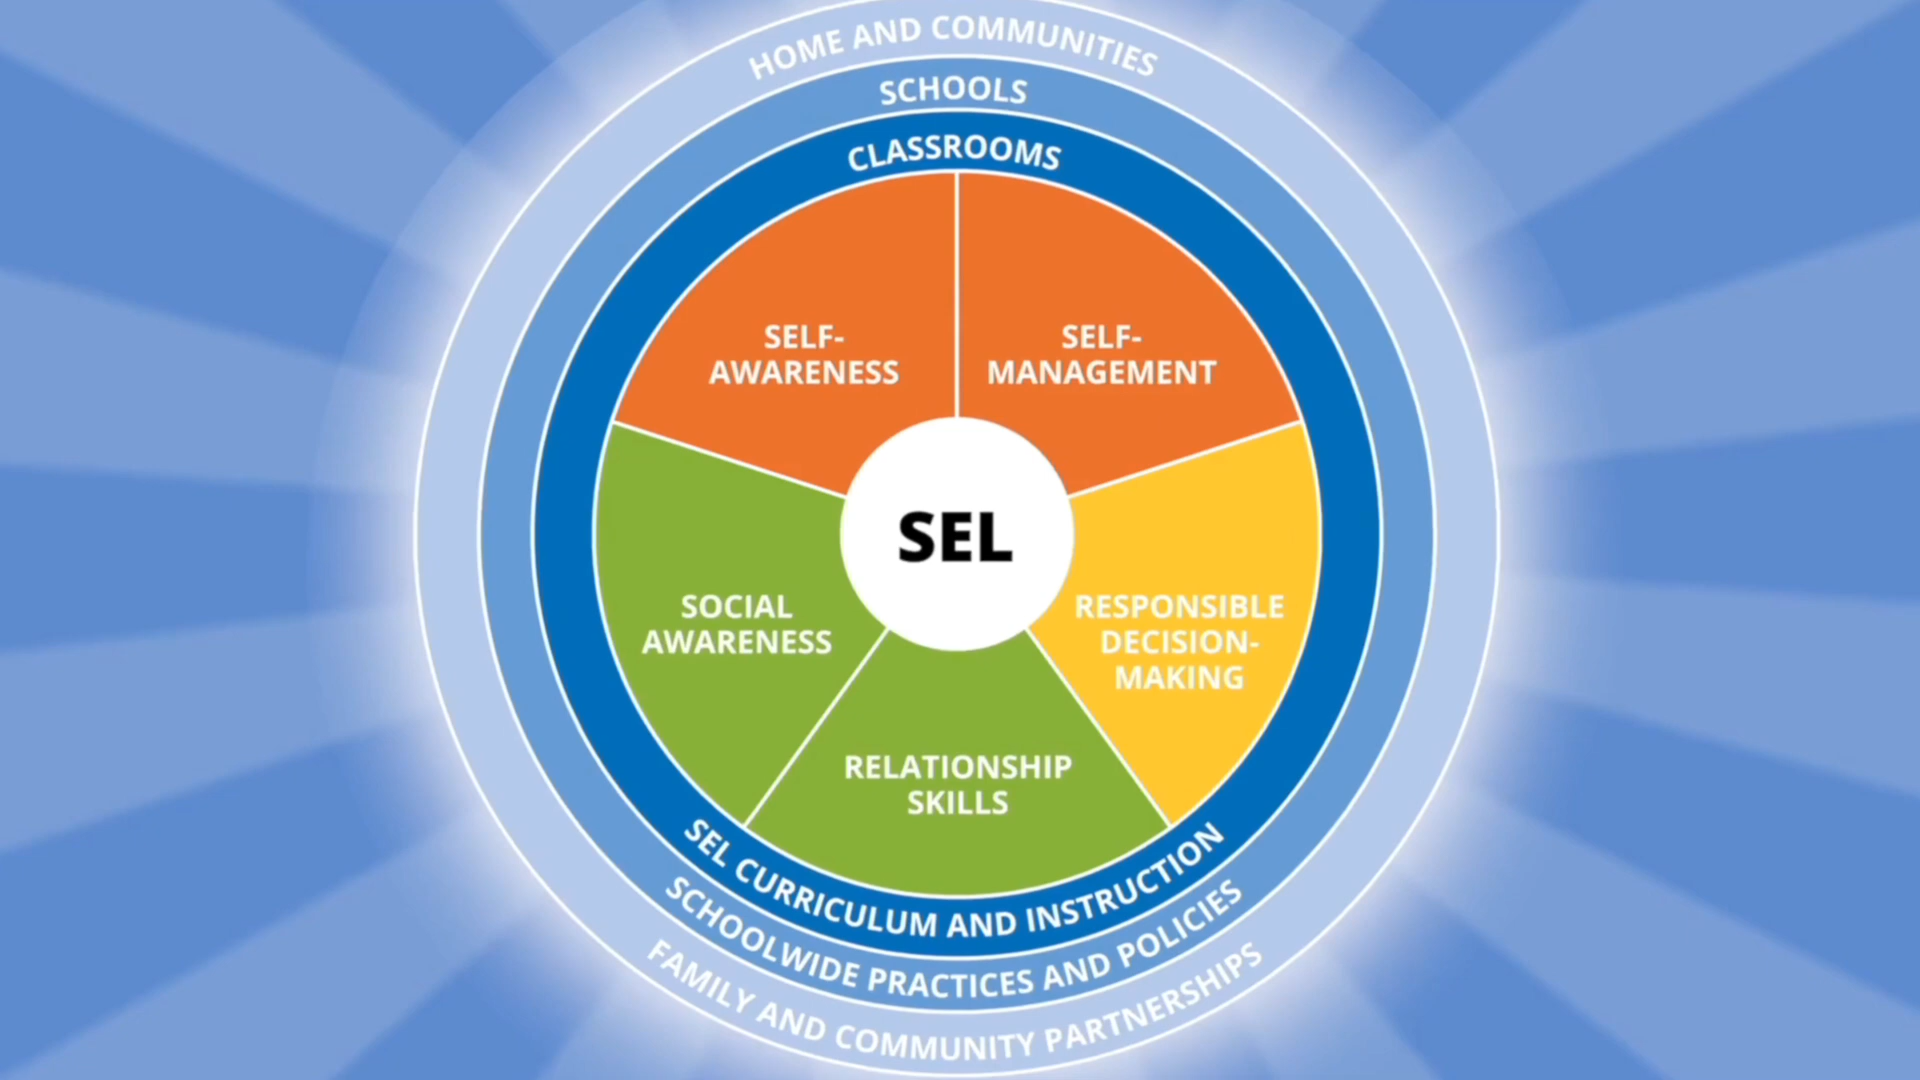 HOME AND COMMUNITIES
SCHOOLS
CLASSROOMS
SELF-
AWARENESS
SELF-
MANAGEMENT
SEL
SOCIAL
AWARENESS
RESPONSIBLE
DECISION-
MAKING
RELATIONSHIP
SKILLS
SEL CURRICULUM AND INSTRUCTION
SCHOOLWIDE PRACTICES AND POLICIES
FAMILY AND COMMUNITY PARTNERSHIPS